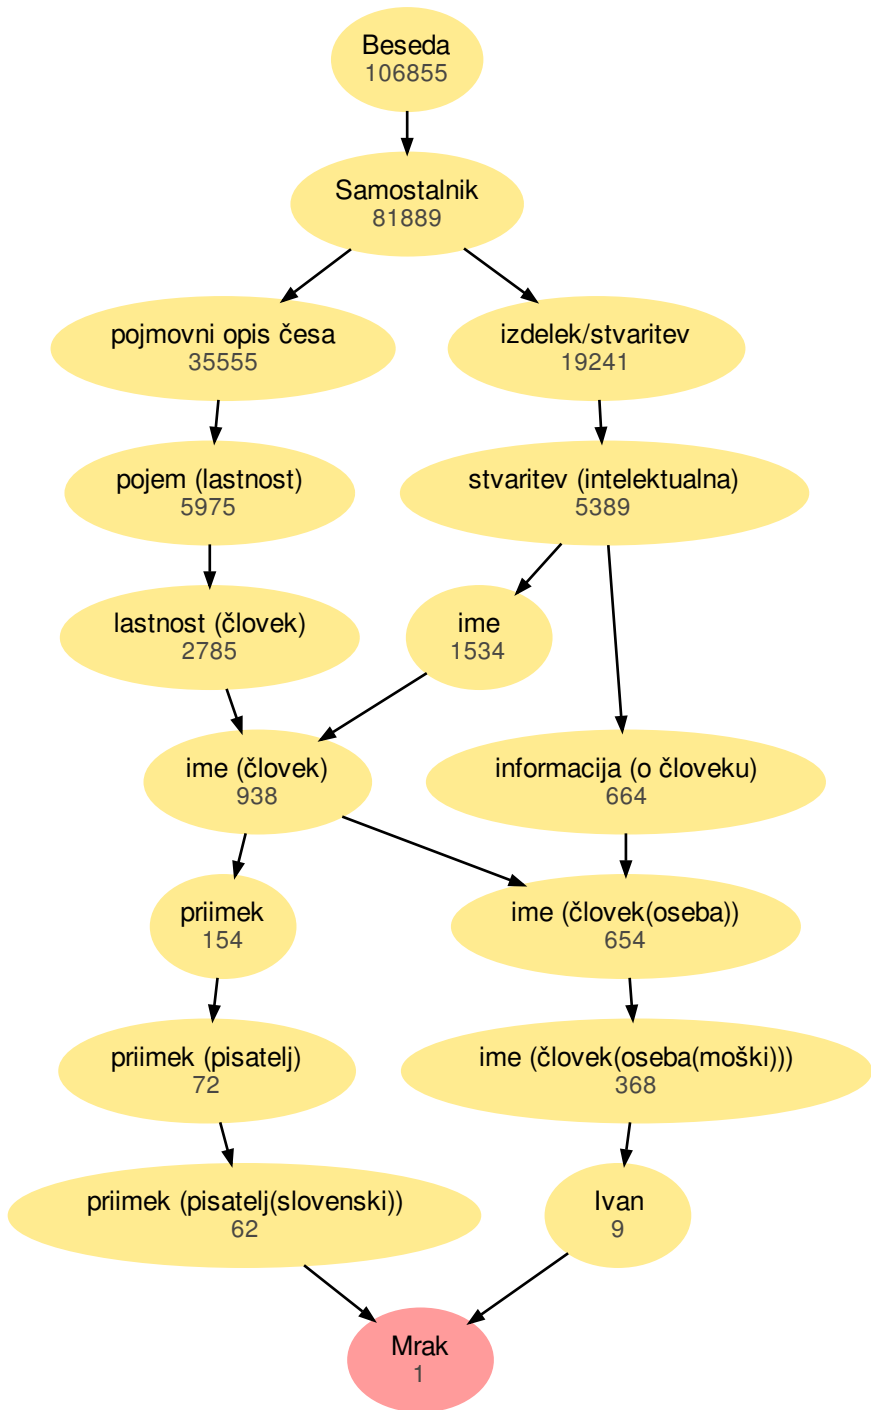 Beseda
106855
Samostalnik
81889
pojmovni opis česa
35555
izdelek/stvaritev
19241
pojem (lastnost)
5975
stvaritev (intelektualna)
5389
lastnost (človek)
2785
ime
1534
ime (človek)
938
informacija (o človeku)
664
priimek
154
ime (človek(oseba))
654
priimek (pisatelj)
72
ime (človek(oseba(moški)))
368
priimek (pisatelj(slovenski))
62
Ivan
9
Mrak
1